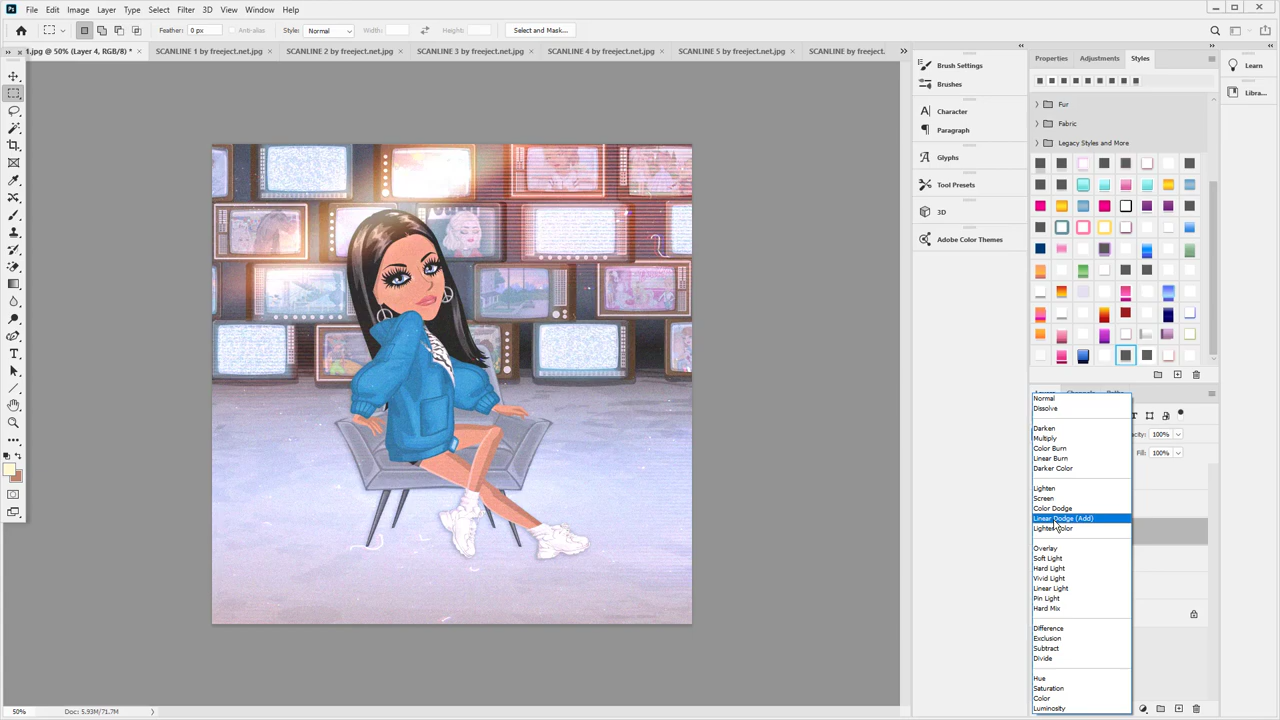 Ps File Edit Image Layer Type Select Filter 3D View Window Help
Feather: 0 px Anti-alias Style: Normal Width: Height: Select and Mask...
.jpg @ 50% (Layer 4, RGB/8) * × SCANLINE 1 by freeject.net.jpg × SCANLINE 2 by freeject.net.jpg × SCANLINE 3 by freeject.net.jpg × SCANLINE 4 by freeject.net.jpg × SCANLINE 5 by freeject.net.jpg × SCANLINE by freeject.
Brush Settings
Brushes
Character
Paragraph
Glyphs
Tool Presets
3D
Adobe Color Themes
Properties Adjustments Styles
Fur
Fabric
Legacy Styles and More
Learn
Libra...
Normal
Dissolve
Darken
Multiply
Color Burn
Linear Burn
Darker Color
Lighten
Screen
Color Dodge
Linear Dodge (Add)
Lighter Color
Overlay
Soft Light
Hard Light
Vivid Light
Linear Light
Pin Light
Hard Mix
Difference
Exclusion
Subtract
Divide
Hue
Saturation
Color
Luminosity
100%
Fill: 100%
50% Doc: 5.93M/71.7M